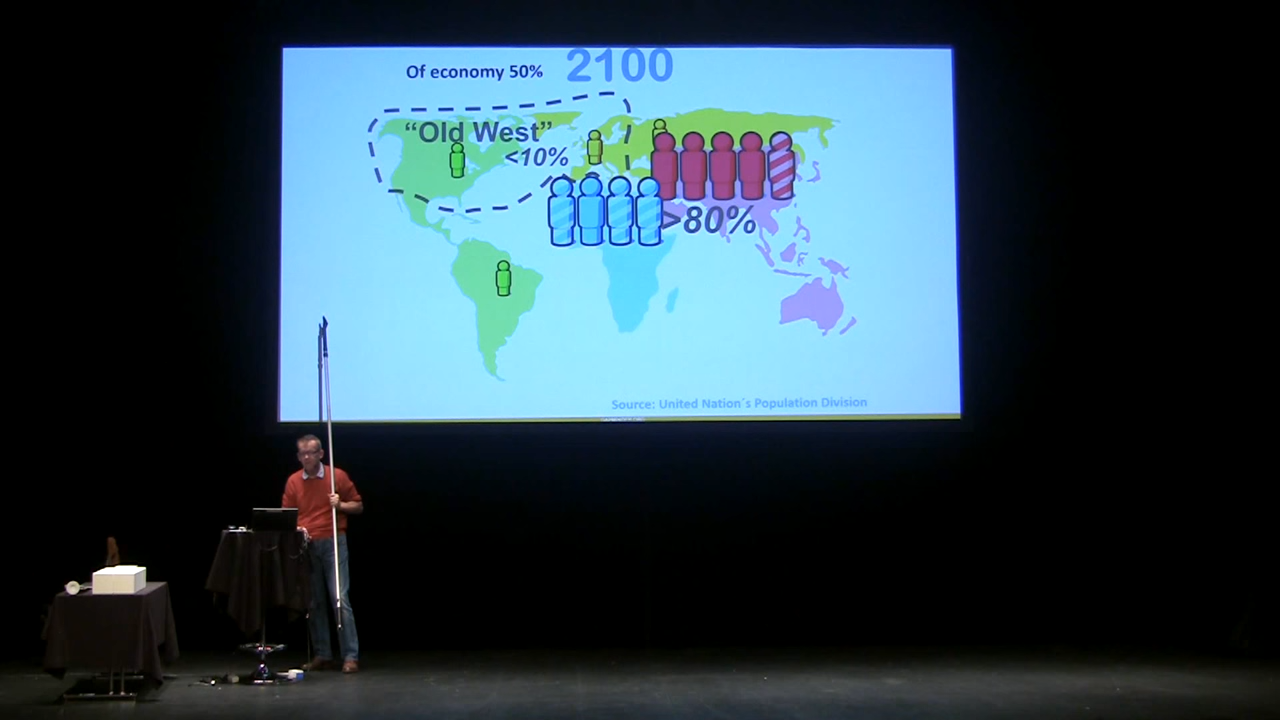 Of economy 50%
2100
“Old West”
<10%
>80%
Source: United Nation´s Population Division